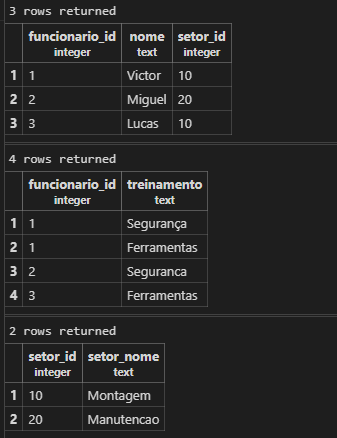 3 rows returned
funcionario_id nome setor_id
integer text integer
1 1 Victor 10
2 2 Miguel 20
3 3 Lucas 10
4 rows returned
funcionario_id treinamento
integer text
1 1 Segurança
2 1 Ferramentas
3 2 Seguranca
4 3 Ferramentas
2 rows returned
setor_id setor_nome
integer text
1 10 Montagem
2 20 Manutencao